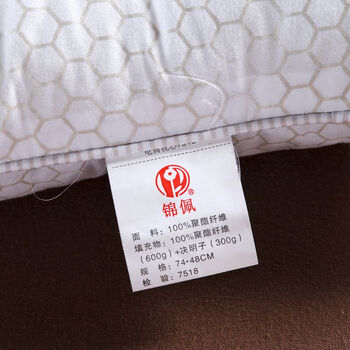 锦佩
面 料：100%聚酯纤维
填充物：100%聚酯纤维
(600g)+决明子(300g)
规 格：74*48CM
检 验：7518